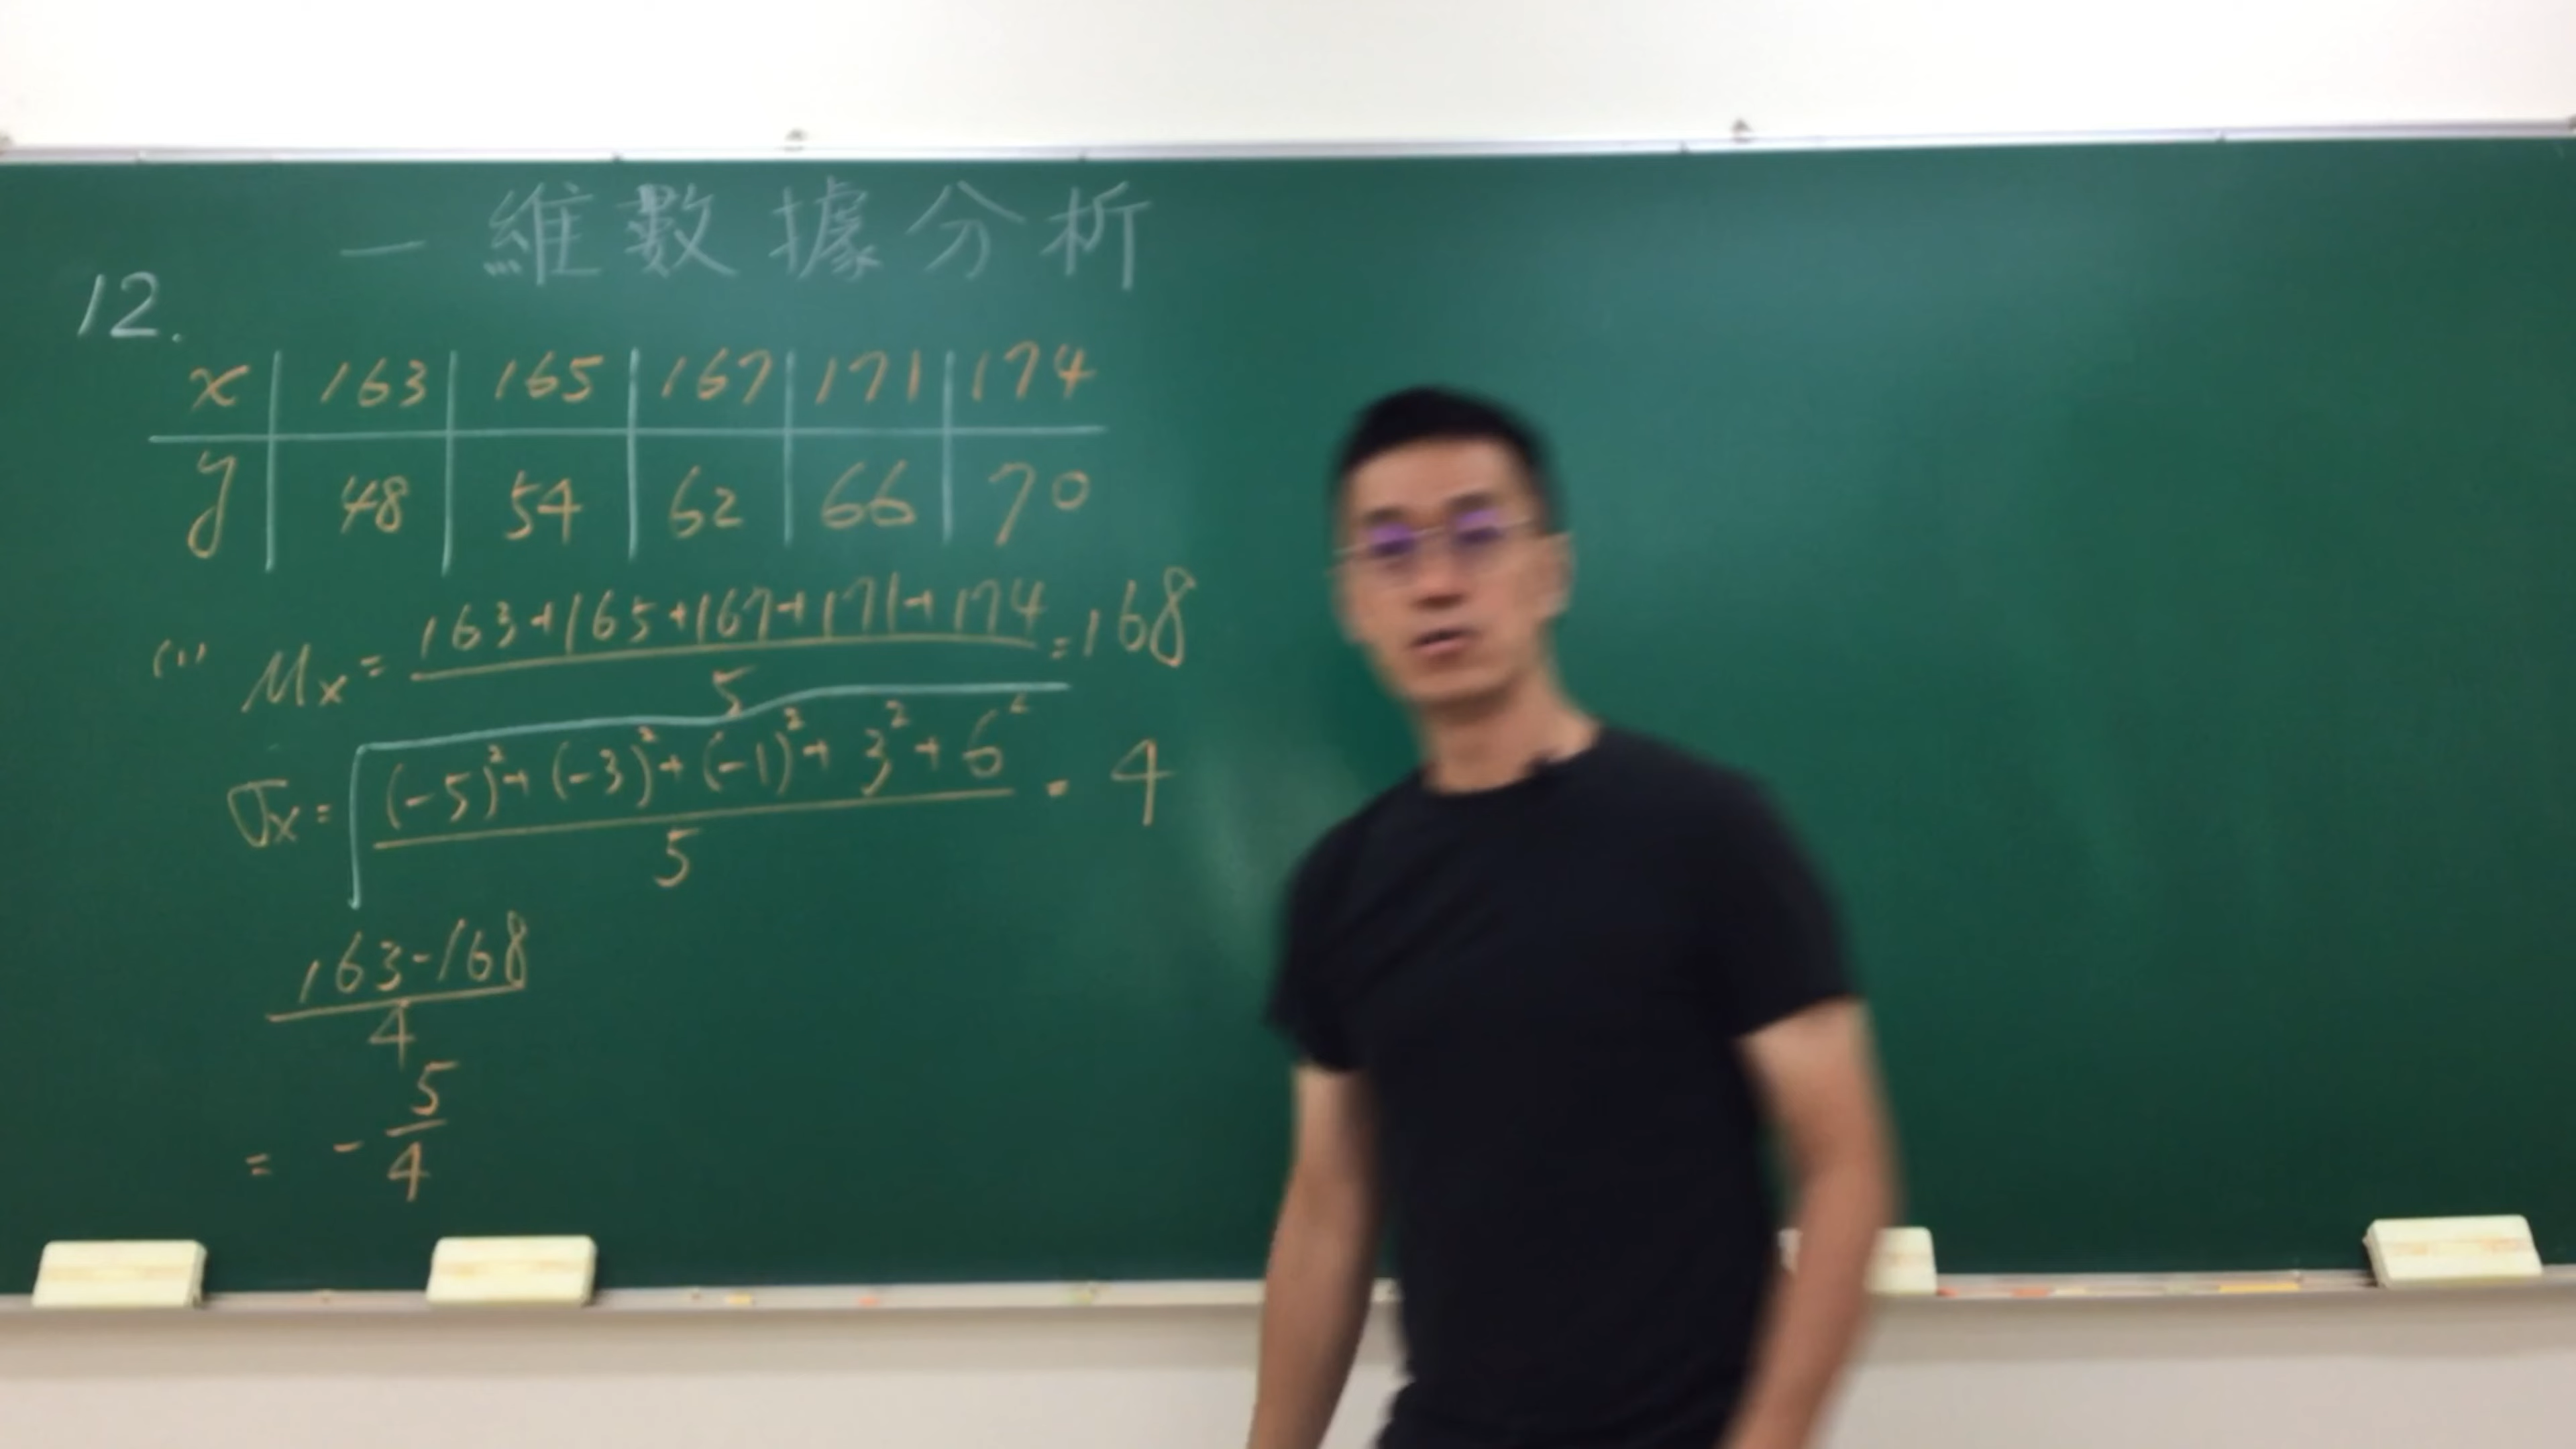 一維數據分析
12.
x 163 165 167 171 174
y 48 54 62 66 70
(1) μx = (163+165+167+171+174)/5 = 168
σx = √(((-5)²+(-3)²+(-1)²+3²+6²)/5) = 4
(163-168)/4
= -5/4